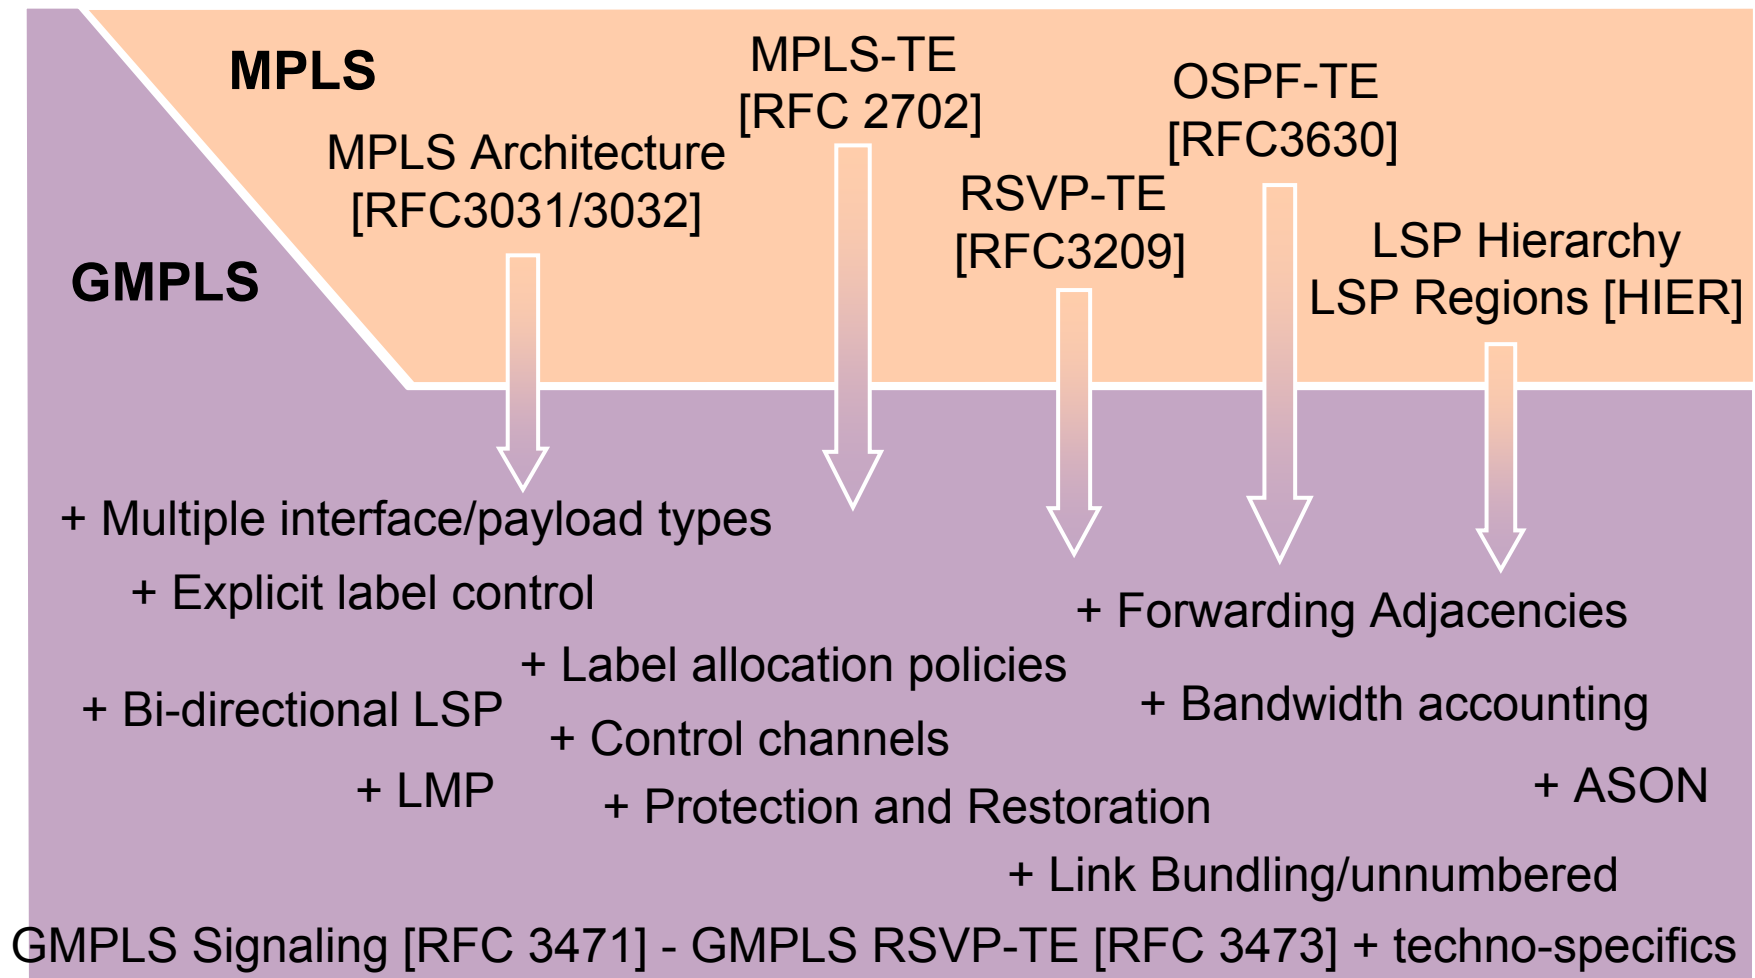 MPLS
MPLS-TE
[RFC 2702]
OSPF-TE
[RFC3630]
MPLS Architecture
[RFC3031/3032]
RSVP-TE
[RFC3209]
LSP Hierarchy
LSP Regions [HIER]
GMPLS
+ Multiple interface/payload types
+ Explicit label control
+ Forwarding Adjacencies
+ Label allocation policies
+ Bi-directional LSP
+ Bandwidth accounting
+ Control channels
+ LMP
+ ASON
+ Protection and Restoration
+ Link Bundling/unnumbered
GMPLS Signaling [RFC 3471] - GMPLS RSVP-TE [RFC 3473] + techno-specifics